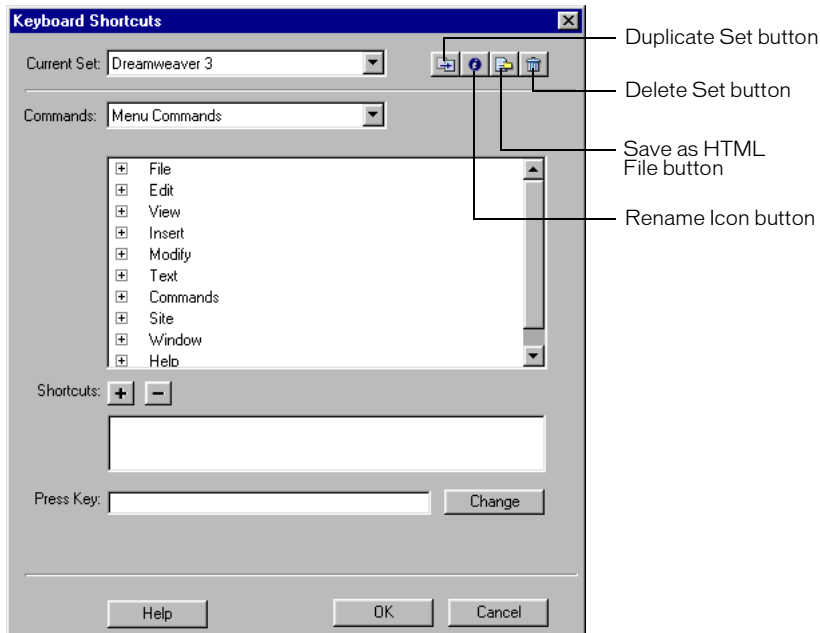 Keyboard Shortcuts
Current Set: Dreamweaver 3
Duplicate Set button
Delete Set button
Commands: Menu Commands
Save as HTML
File button
Rename Icon button
File
Edit
View
Insert
Modify
Text
Commands
Site
Window
Help
Shortcuts:
Press Key:
Change
Help
OK
Cancel